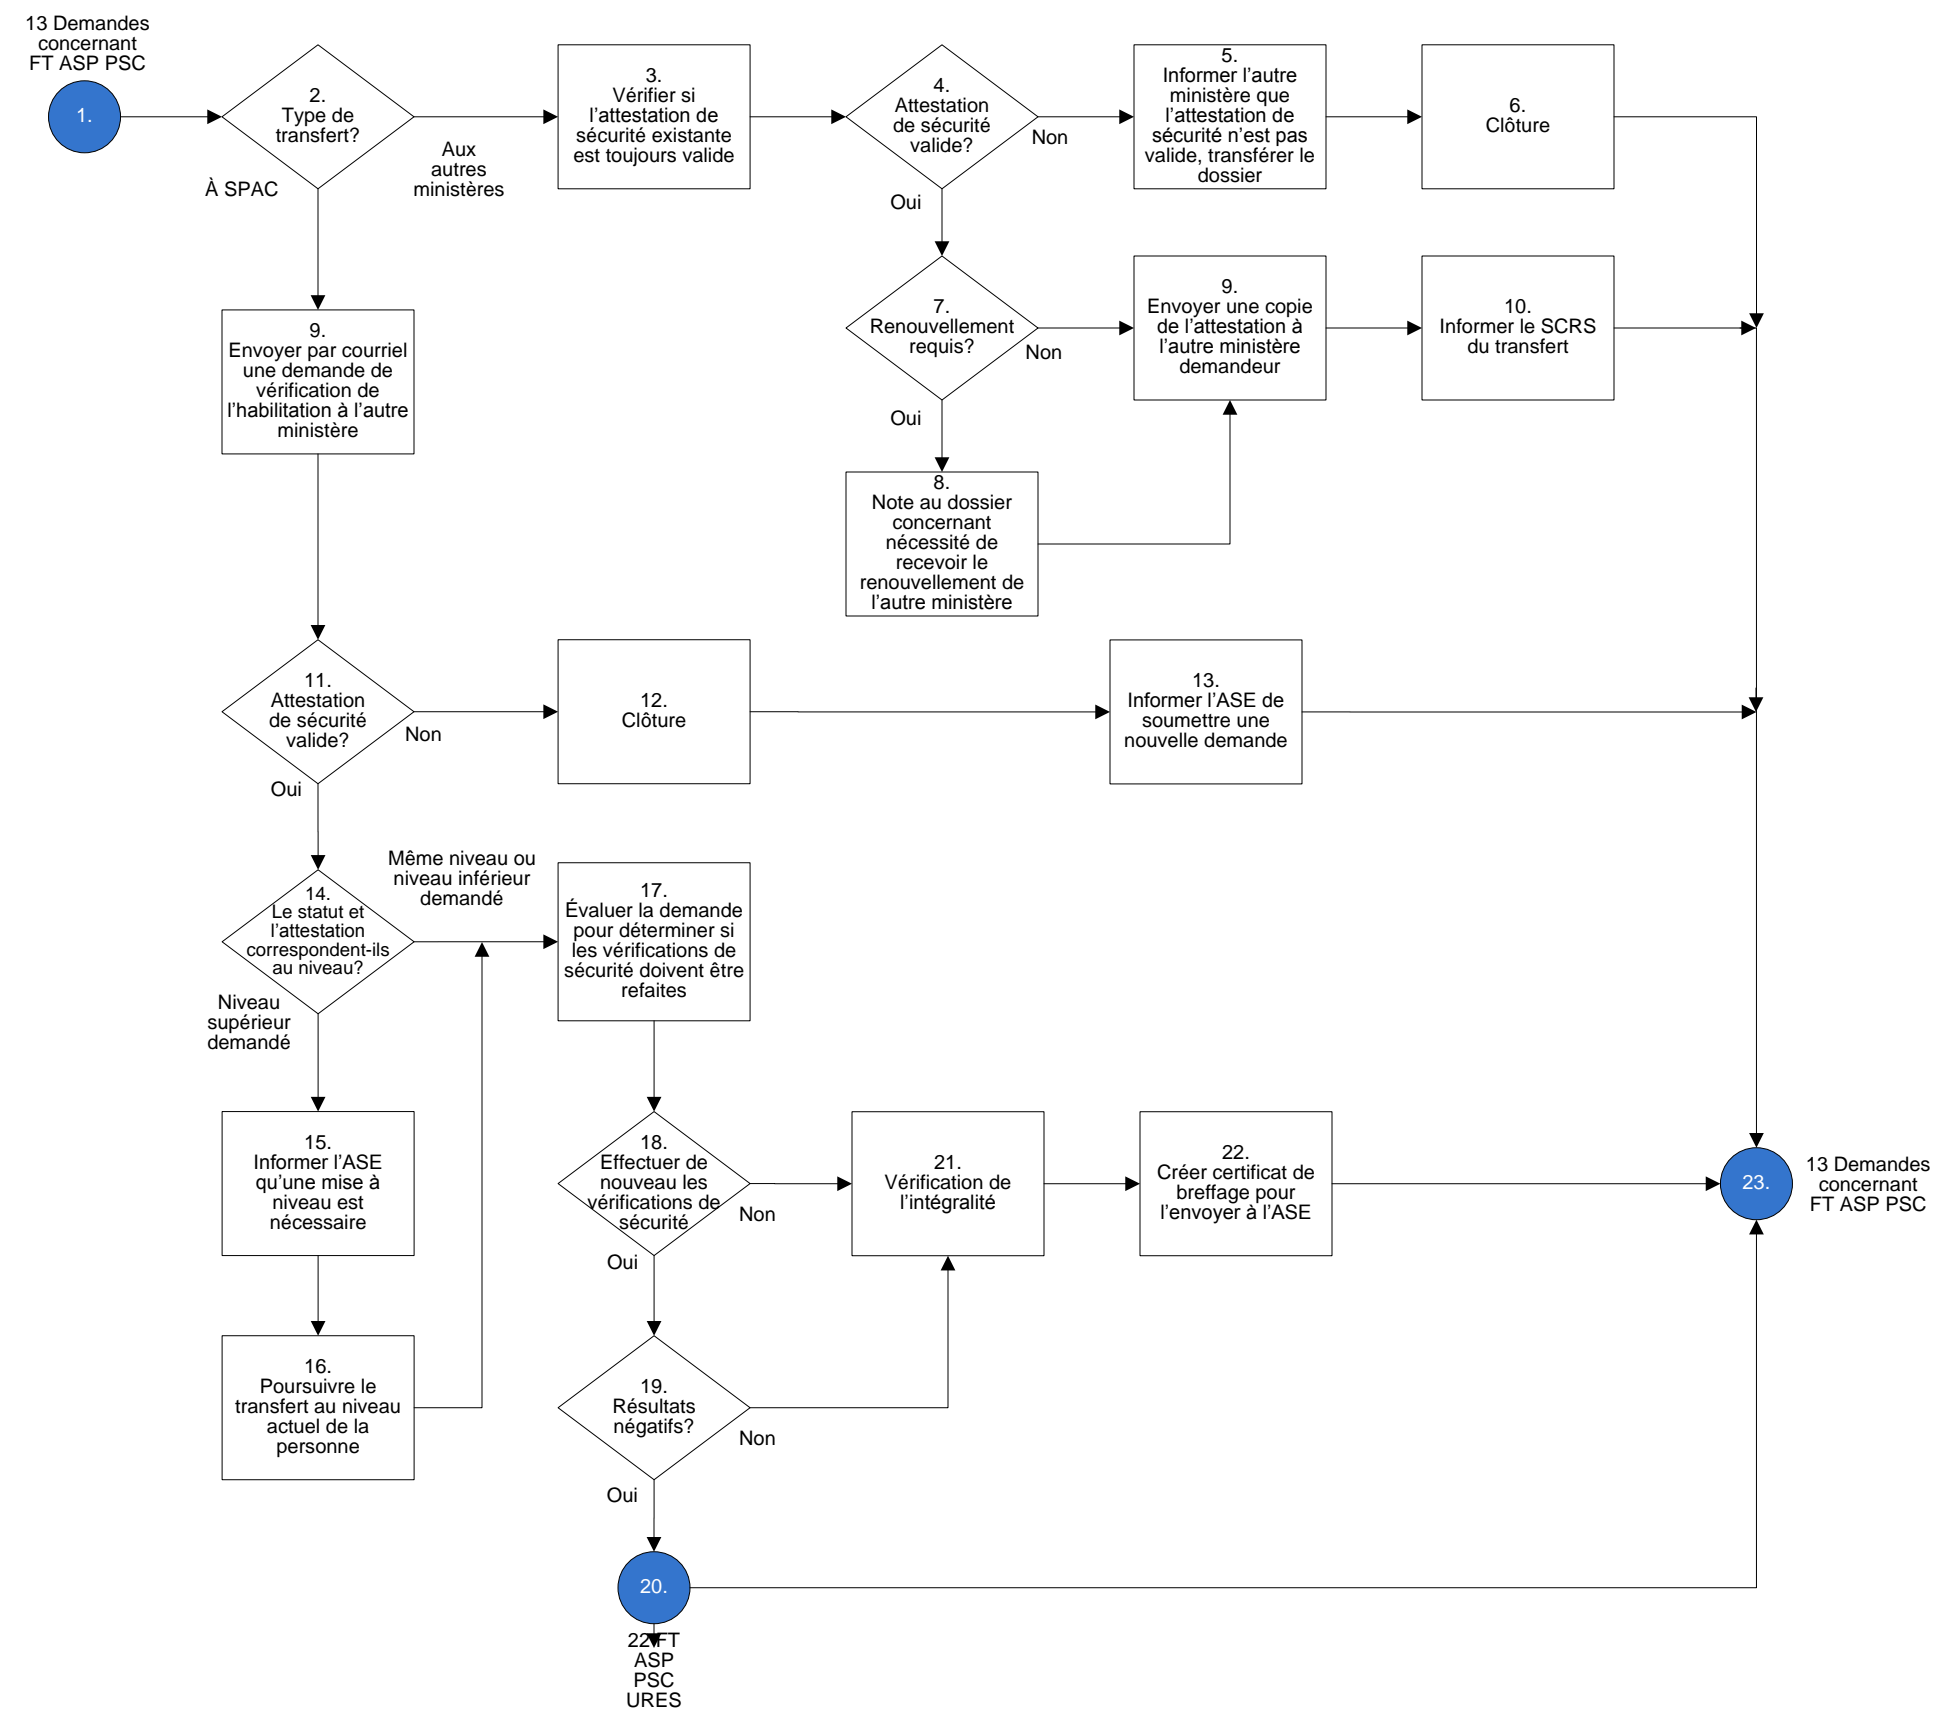 13 Demandes
concernant
FT ASP PSC
1.
2.
Type de
transfert?
À SPAC
Aux
autres
ministères
3.
Vérifier si
l’attestation de
sécurité existante
est toujours valide
4.
Attestation
de sécurité
valide?
Non
Oui
5.
Informer l’autre
ministère que
l’attestation de
sécurité n’est pas
valide, transférer le
dossier
6.
Clôture
7.
Renouvellement
requis?
Non
Oui
9.
Envoyer une copie
de l’attestation à
l’autre ministère
demandeur
10.
Informer le SCRS
du transfert
8.
Note au dossier
concernant
nécessité de
recevoir le
renouvellement de
l’autre ministère
9.
Envoyer par courriel
une demande de
vérification de
l’habilitation à l’autre
ministère
11.
Attestation
de sécurité
valide?
Non
Oui
12.
Clôture
13.
Informer l’ASE de
soumettre une
nouvelle demande
14.
Le statut et
l’attestation
correspondent-ils
au niveau?
Même niveau ou
niveau inférieur
demandé
Niveau
supérieur
demandé
15.
Informer l’ASE
qu’une mise à
niveau est
nécessaire
16.
Poursuivre le
transfert au niveau
actuel de la
personne
17.
Évaluer la demande
pour déterminer si
les vérifications de
sécurité doivent être
refaites
18.
Effectuer de
nouveau les
vérifications de
sécurité
Non
Oui
19.
Résultats
négatifs?
Non
Oui
20.
22 FT
ASP
PSC
URES
21.
Vérification de
l’intégralité
22.
Créer certificat de
breffage pour
l’envoyer à l’ASE
23.
13 Demandes
concernant
FT ASP PSC